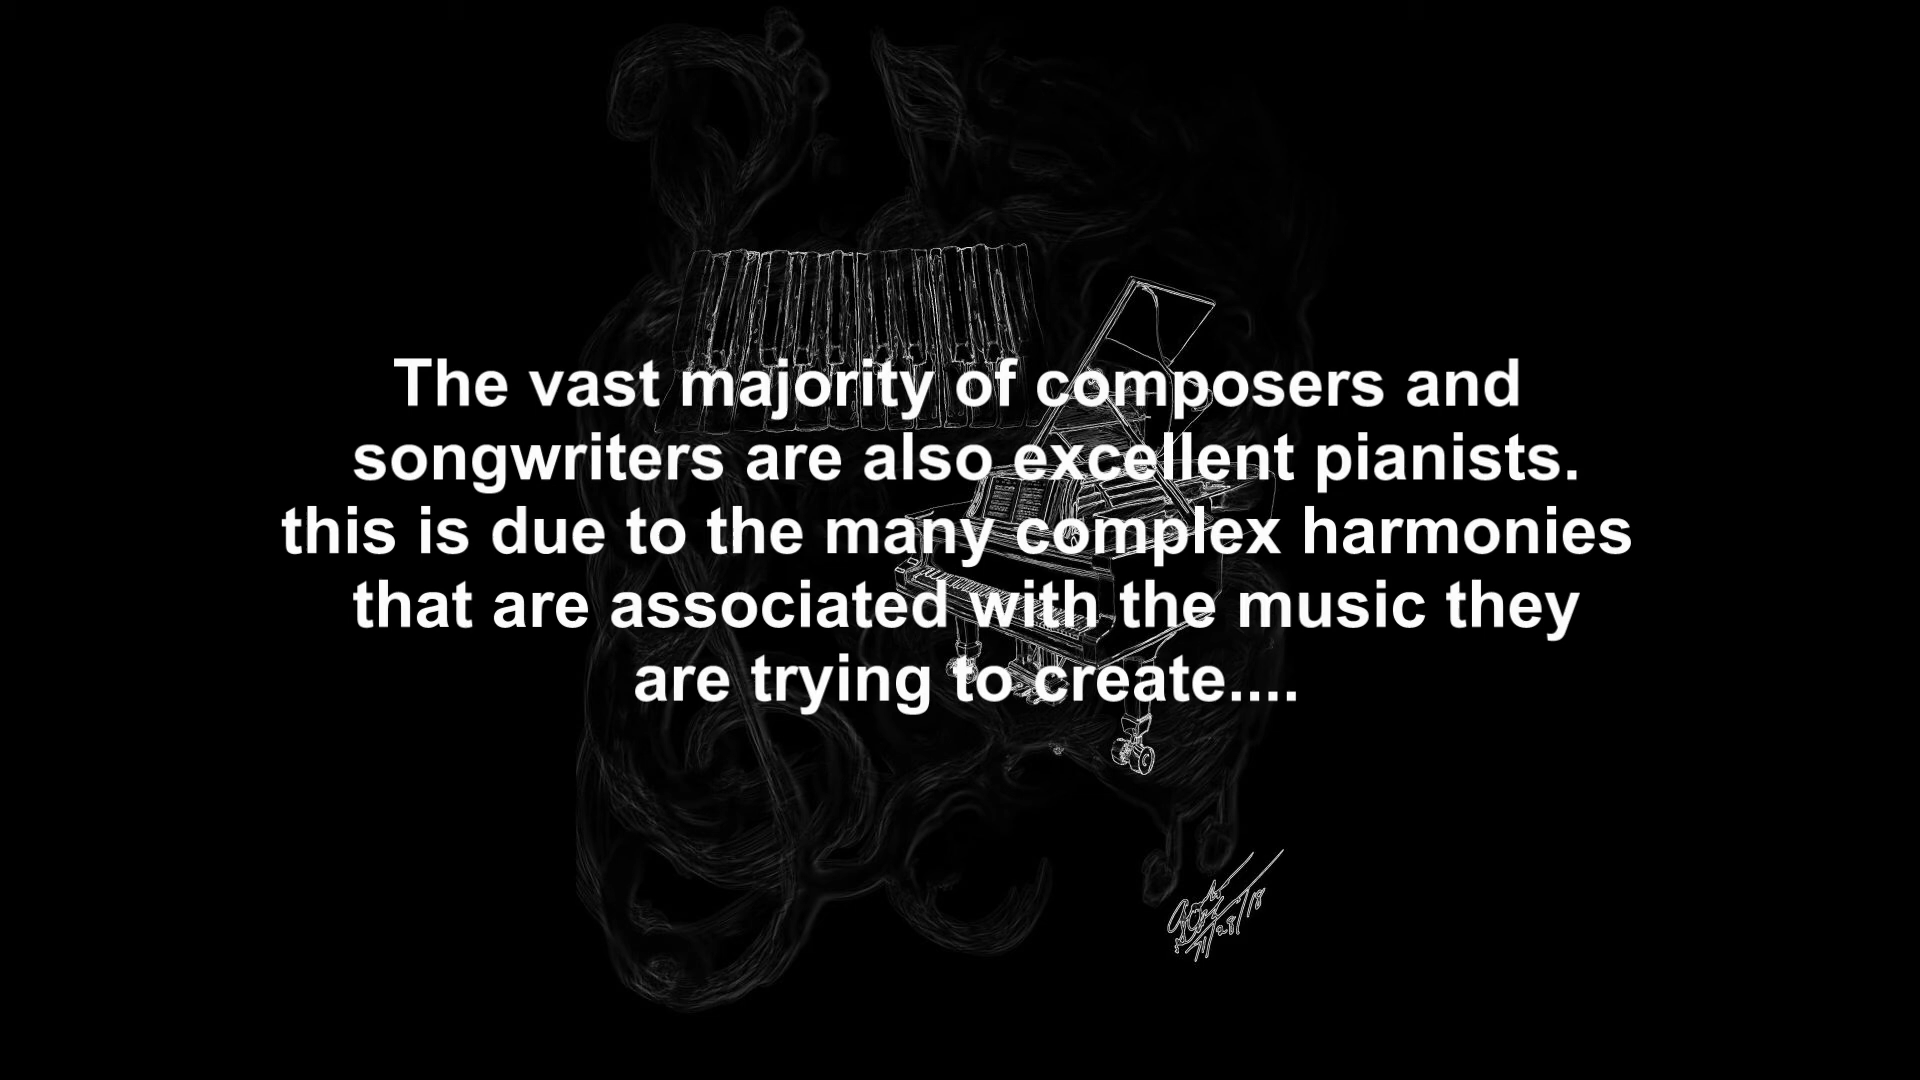 The vast majority of composers and
songwriters are also excellent pianists.
this is due to the many complex harmonies
that are associated with the music they
are trying to create....